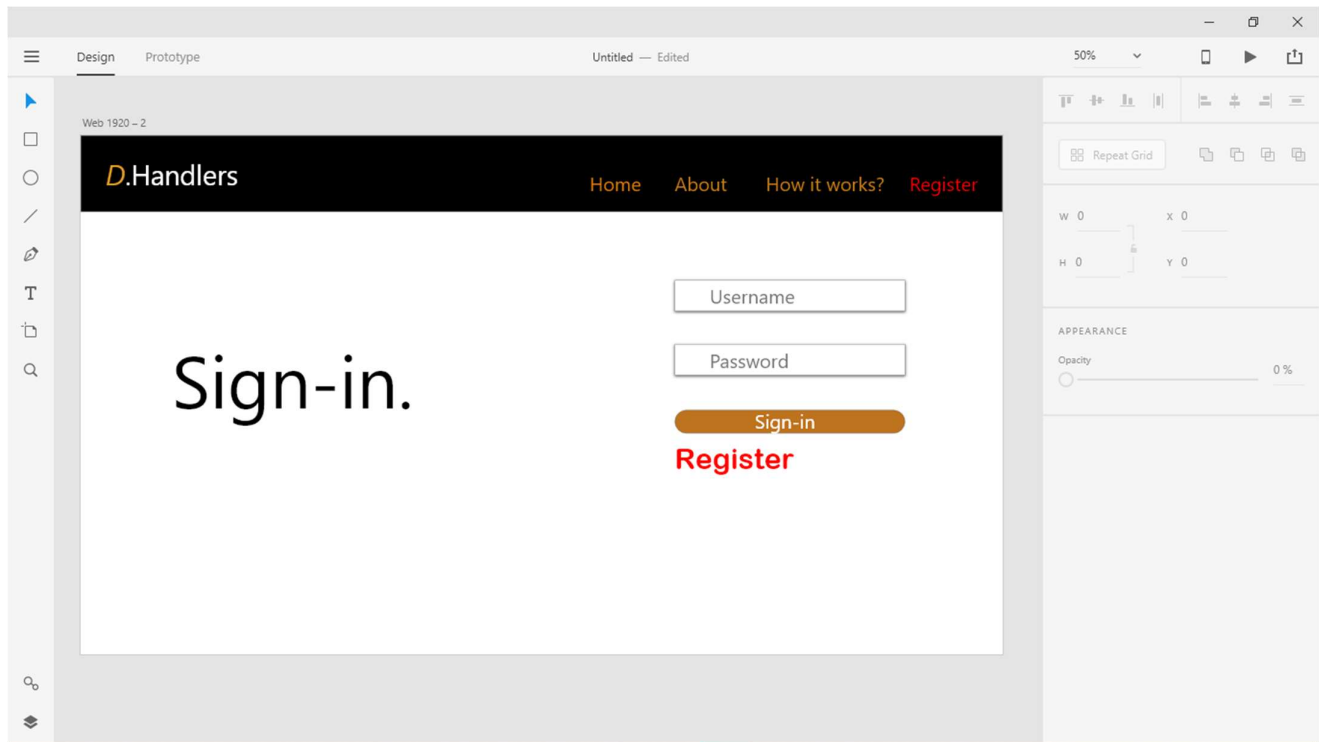 Design Prototype Untitled — Edited 50%
Web 1920 – 2
D.Handlers
Home About How it works? Register
Repeat Grid
W 0 X 0
H 0 Y 0
Username
Password
Sign-in.
Sign-in
Register
APPEARANCE
Opacity
0 %
T